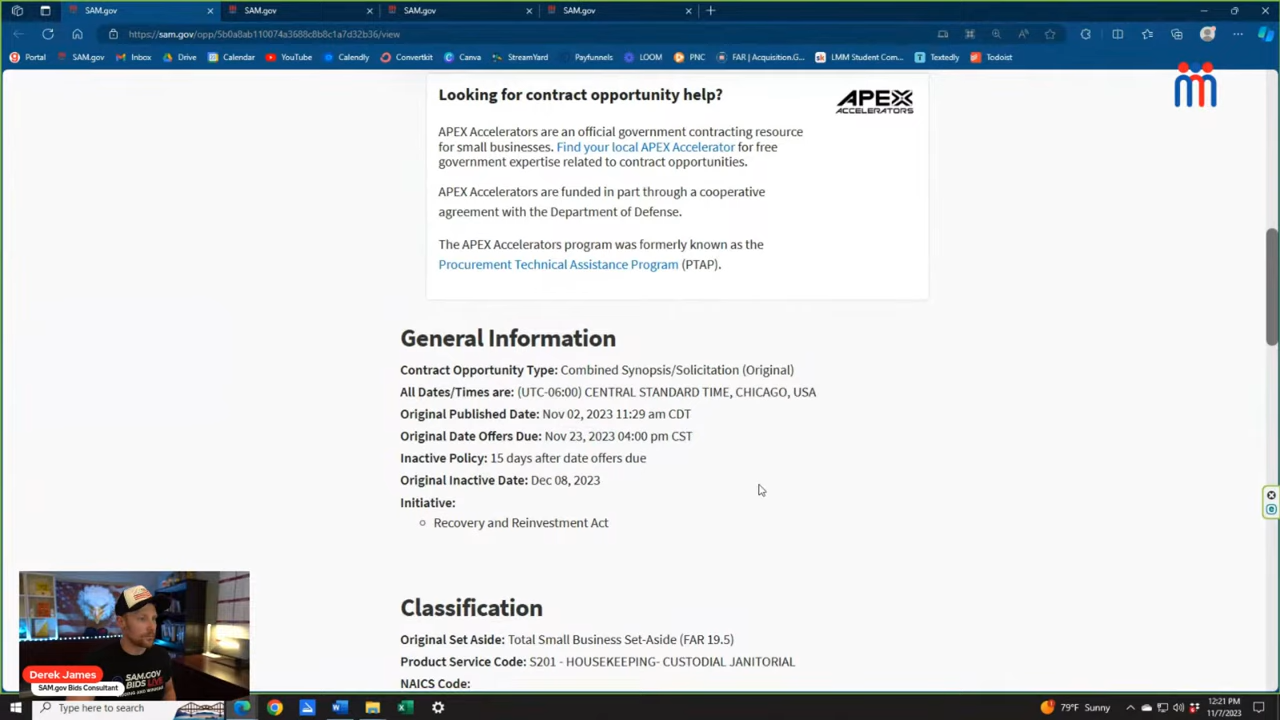 SAM.gov
SAM.gov
SAM.gov
SAM.gov
https://sam.gov/opp/5b0a8ab110074a3688c8b8c1a7d32b36/view
Portal SAM.gov Inbox Drive Calendar YouTube Calendly Convertkit Canva StreamYard Payfunnels LOOM PNC FAR | Acquisition.G... LMM Student Com... Textedly Todoist
Looking for contract opportunity help?
APEX
ACCELERATORS
APEX Accelerators are an official government contracting resource
for small businesses. Find your local APEX Accelerator for free
government expertise related to contract opportunities.
APEX Accelerators are funded in part through a cooperative
agreement with the Department of Defense.
The APEX Accelerators program was formerly known as the
Procurement Technical Assistance Program (PTAP).
General Information
Contract Opportunity Type: Combined Synopsis/Solicitation (Original)
All Dates/Times are: (UTC-06:00) CENTRAL STANDARD TIME, CHICAGO, USA
Original Published Date: Nov 02, 2023 11:29 am CDT
Original Date Offers Due: Nov 23, 2023 04:00 pm CST
Inactive Policy: 15 days after date offers due
Original Inactive Date: Dec 08, 2023
Initiative:
Recovery and Reinvestment Act
Classification
Original Set Aside: Total Small Business Set-Aside (FAR 19.5)
Product Service Code: S201 - HOUSEKEEPING- CUSTODIAL JANITORIAL
NAICS Code:
SAM.GOV
BIDS LIVE
Derek James
SAM.gov Bids Consultant
Type here to search
79°F Sunny
12:21 PM
11/7/2023